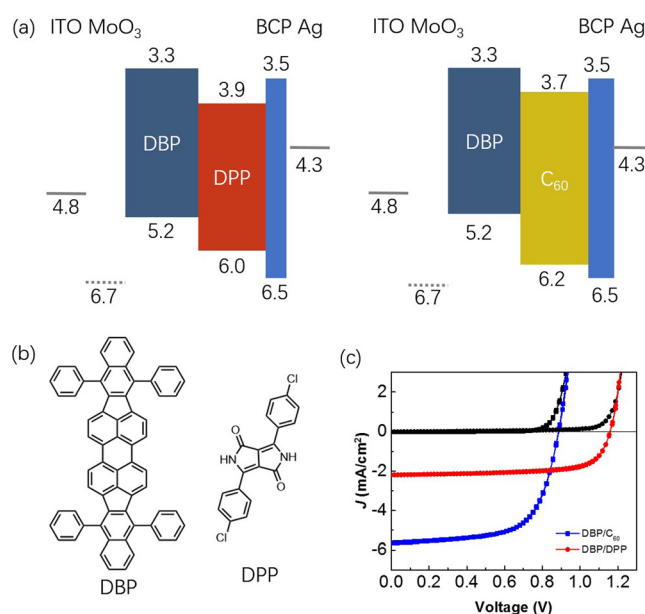 (a)
ITO MoO₃ BCP Ag
3.3 3.9 3.5
DBP
DPP
4.3
4.8
5.2 6.0
6.7 6.5
ITO MoO₃ BCP Ag
3.3 3.7 3.5
DBP
C₆₀
4.3
4.8
5.2 6.2
6.7 6.5
(b)
DBP
Cl
O
HN
NH
O
Cl
DPP
(c)
J (mA/cm²)
2
0
-2
-4
-6
DBP/C₆₀
DBP/DPP
0.0 0.2 0.4 0.6 0.8 1.0 1.2
Voltage (V)